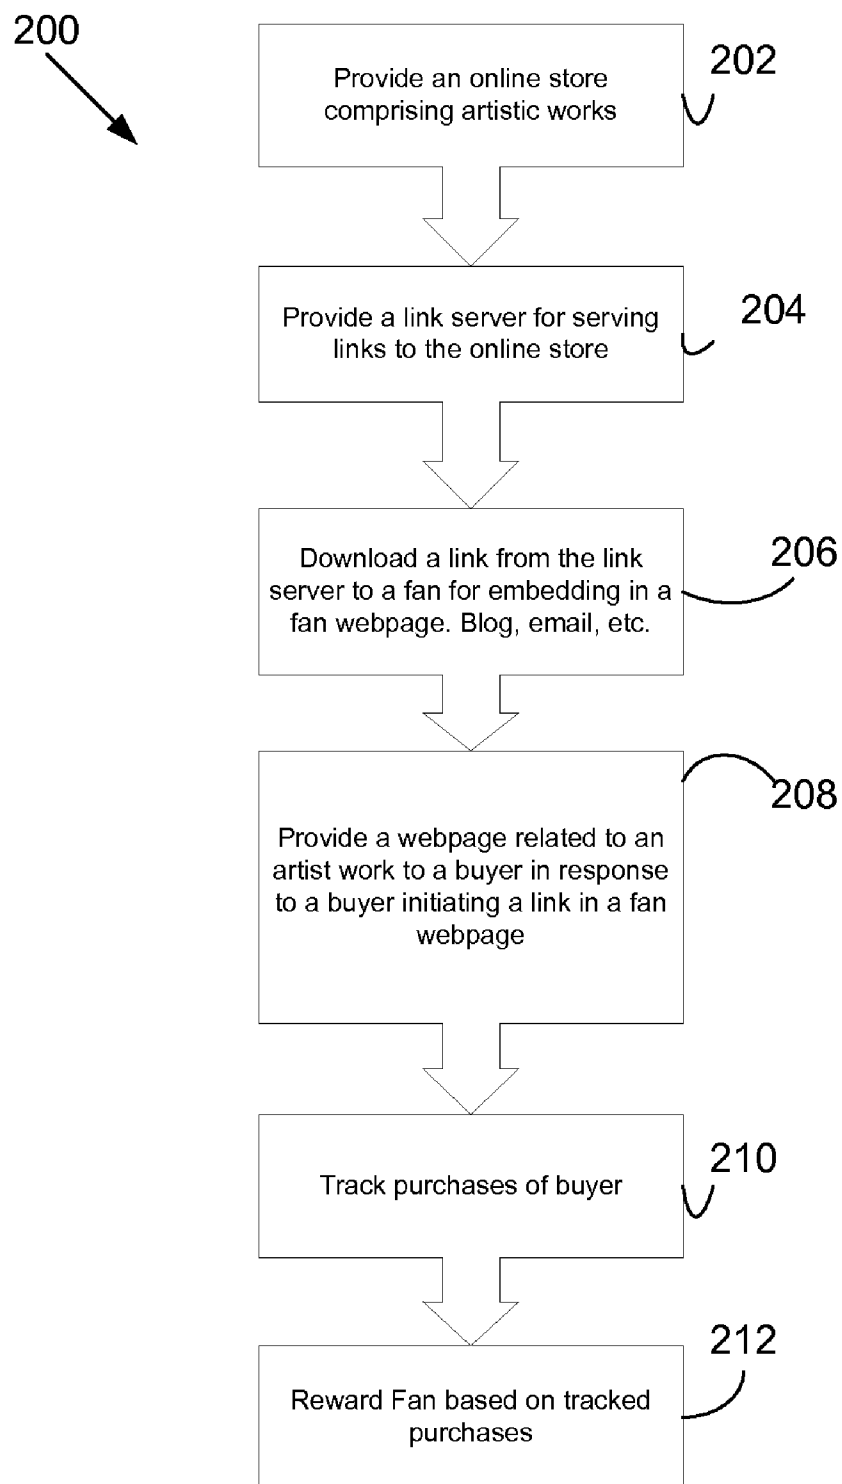 200
Provide an online store
comprising artistic works
202
Provide a link server for serving
links to the online store
204
Download a link from the link
server to a fan for embedding in a
fan webpage. Blog, email, etc.
206
Provide a webpage related to an
artist work to a buyer in response
to a buyer initiating a link in a fan
webpage
208
Track purchases of buyer
210
Reward Fan based on tracked
purchases
212